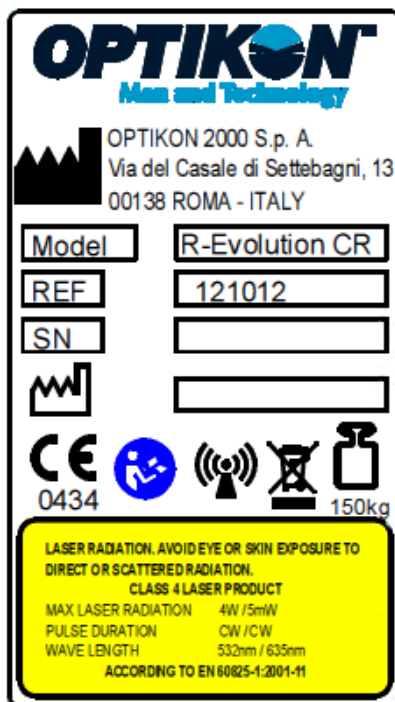 OPTIKON™
Man and Technology
OPTIKON 2000 S.p. A.
Via del Casale di Settebagni, 13
00138 ROMA - ITALY
Model R-Evolution CR
REF 121012
SN
CE
0434
150kg
LASER RADIATION. AVOID EYE OR SKIN EXPOSURE TO
DIRECT OR SCATTERED RADIATION.
CLASS 4 LASER PRODUCT
MAX LASER RADIATION 4W /5mW
PULSE DURATION CW / CW
WAVE LENGTH 532nm / 635nm
ACCORDING TO EN 60825-1:2001-11